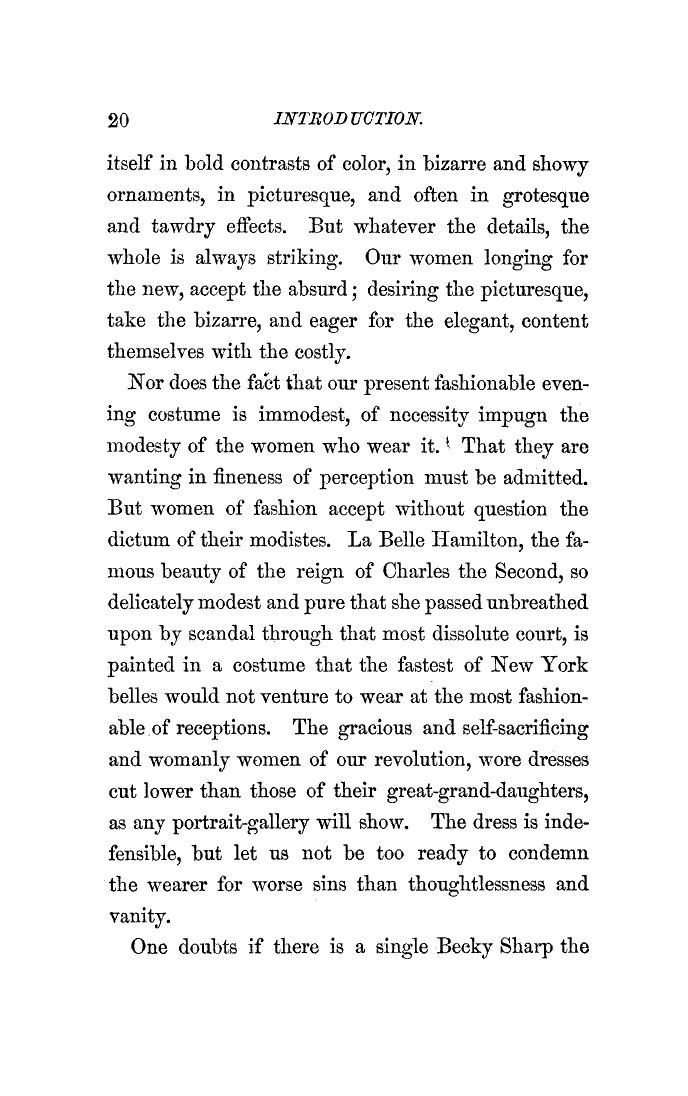 20 INTRODUCTION.
itself in bold contrasts of color, in bizarre and showy
ornaments, in picturesque, and often in grotesque
and tawdry effects. But whatever the details, the
whole is always striking. Our women longing for
the new, accept the absurd; desiring the picturesque,
take the bizarre, and eager for the elegant, content
themselves with the costly.
Nor does the fact that our present fashionable even-
ing costume is immodest, of necessity impugn the
modesty of the women who wear it. That they are
wanting in fineness of perception must be admitted.
But women of fashion accept without question the
dictum of their modistes. La Belle Hamilton, the fa-
mous beauty of the reign of Charles the Second, so
delicately modest and pure that she passed unbreathed
upon by scandal through that most dissolute court, is
painted in a costume that the fastest of New York
belles would not venture to wear at the most fashion-
able of receptions. The gracious and self-sacrificing
and womanly women of our revolution, wore dresses
cut lower than those of their great-grand-daughters,
as any portrait-gallery will show. The dress is inde-
fensible, but let us not be too ready to condemn
the wearer for worse sins than thoughtlessness and
vanity.
One doubts if there is a single Becky Sharp the